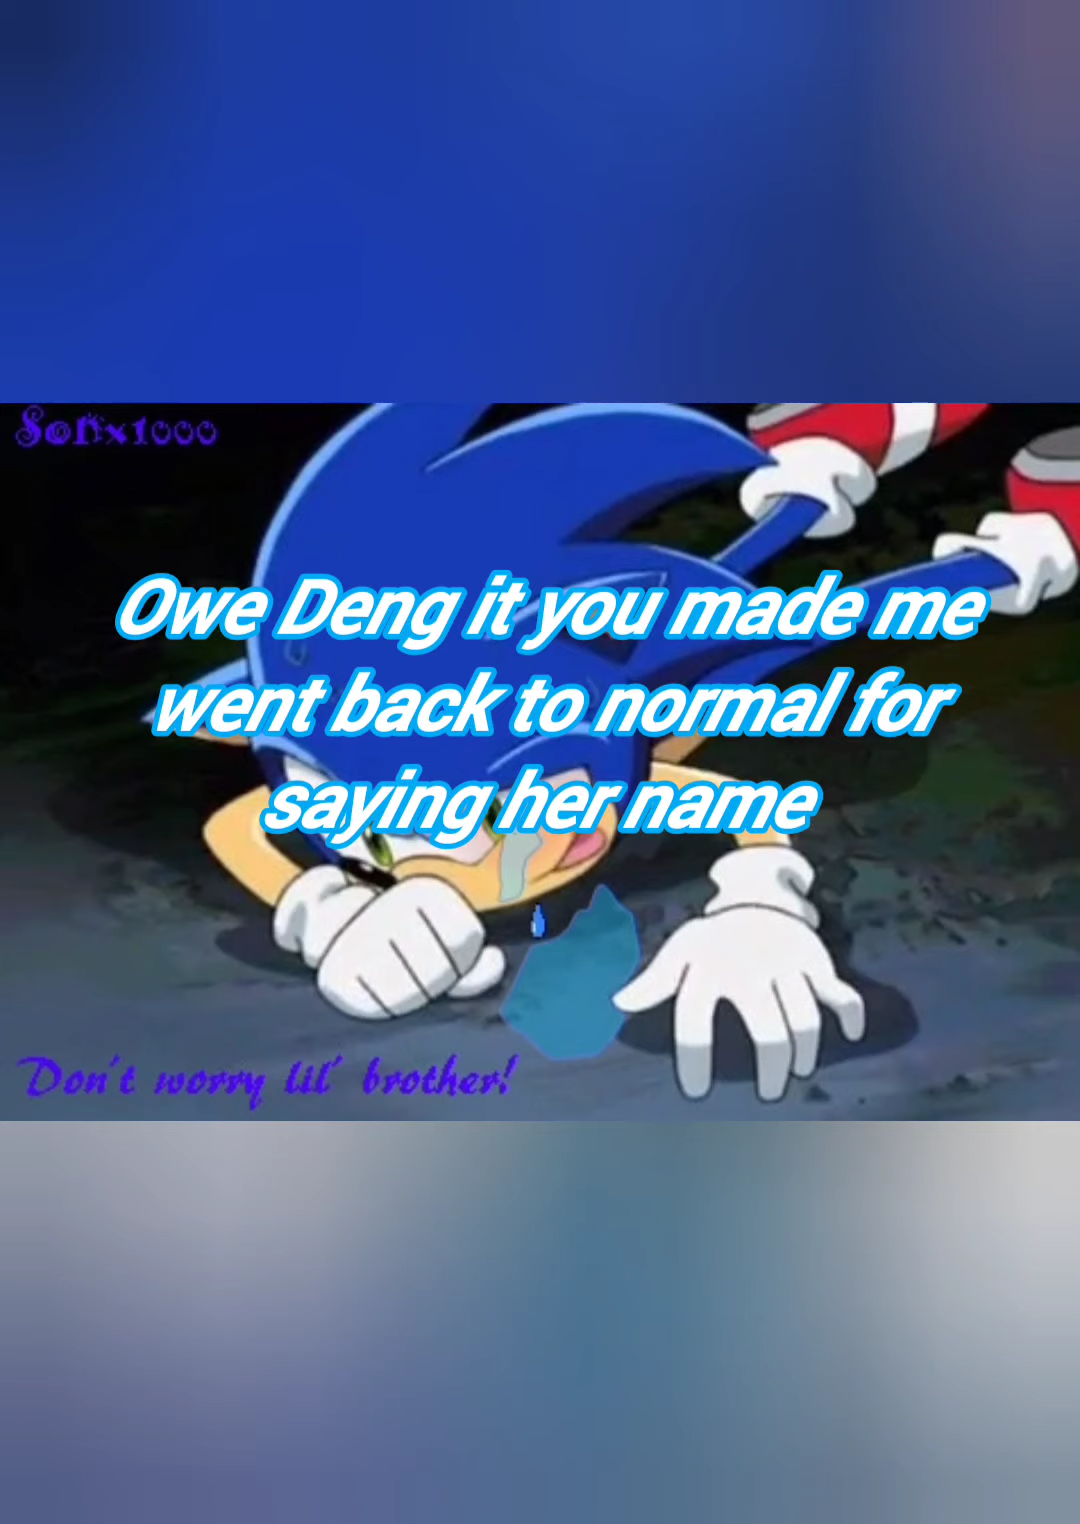 Sonx1000
Owe Deng it you made me
went back to normal for
saying her name
Don't worry lil' brother!